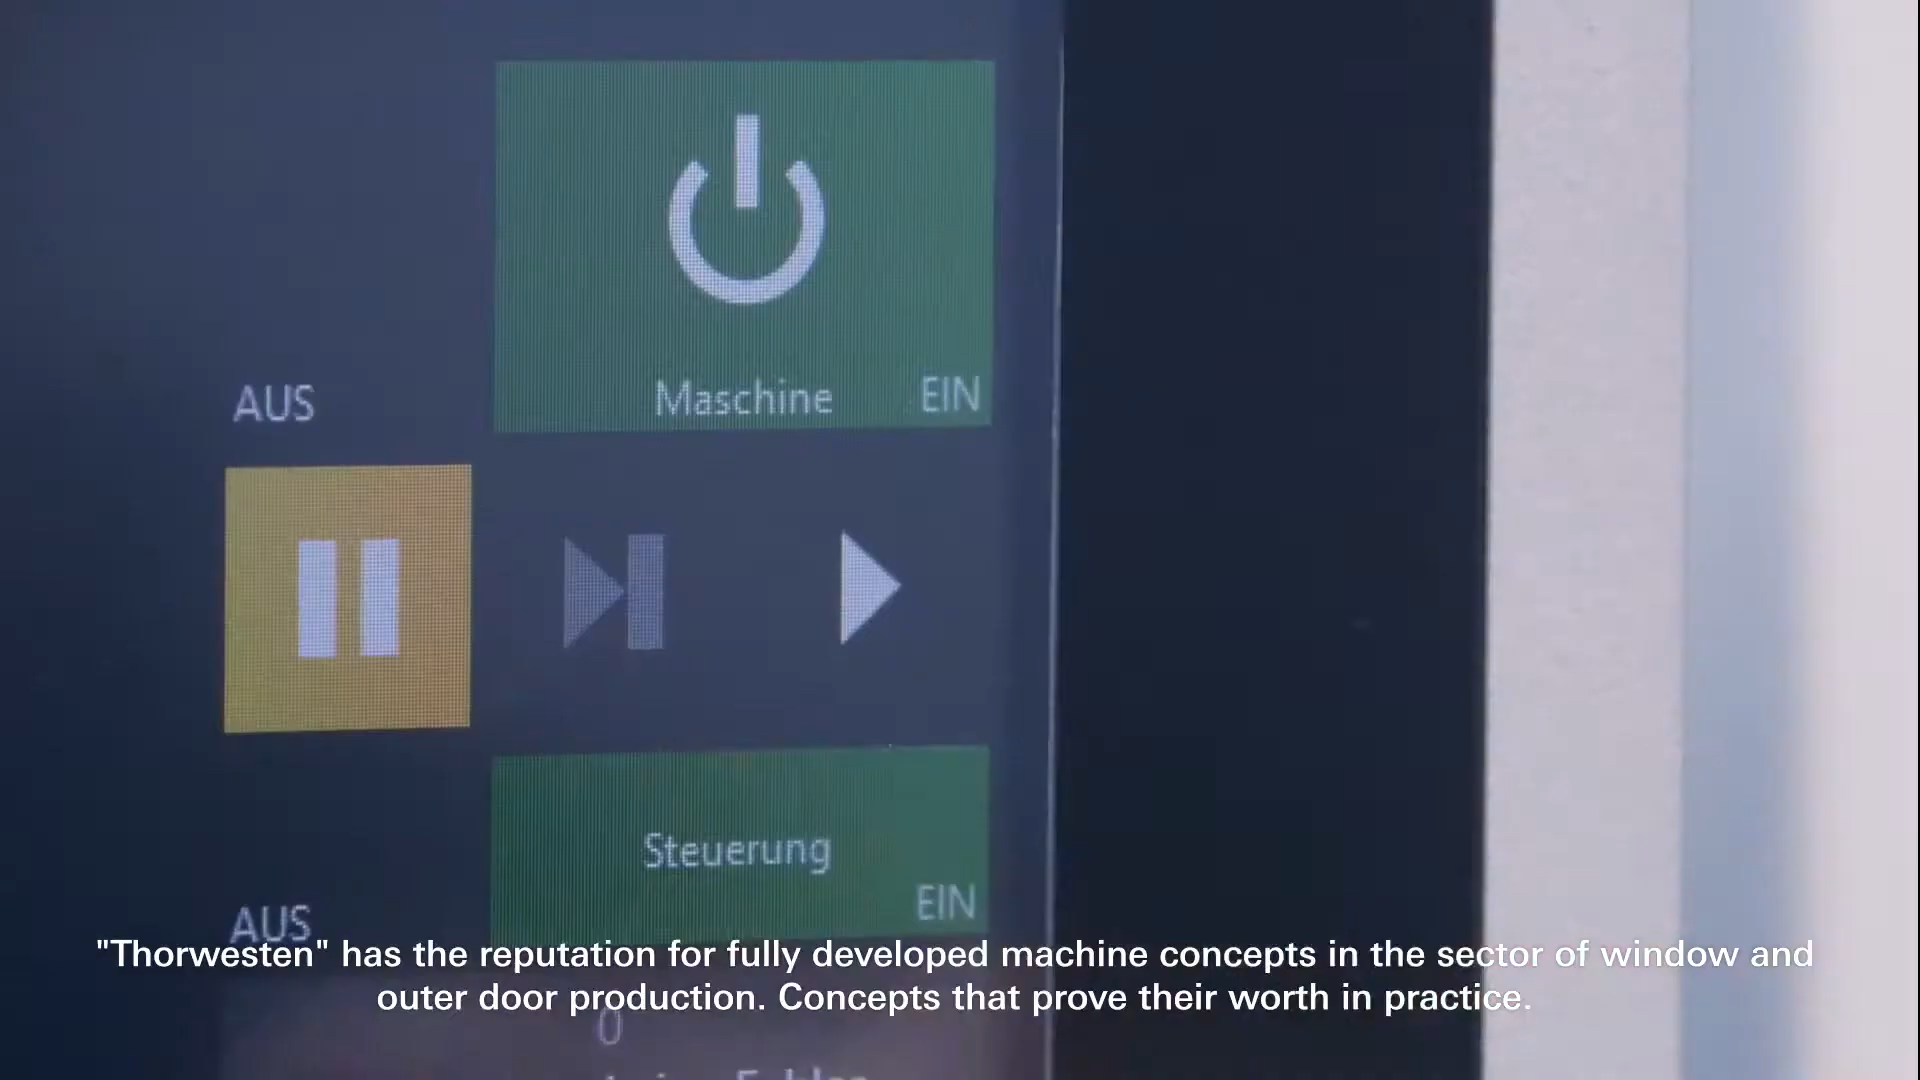 AUS
Maschine EIN
Steuerung
EIN
AUS
"Thorwesten" has the reputation for fully developed machine concepts in the sector of window and
outer door production. Concepts that prove their worth in practice.
0